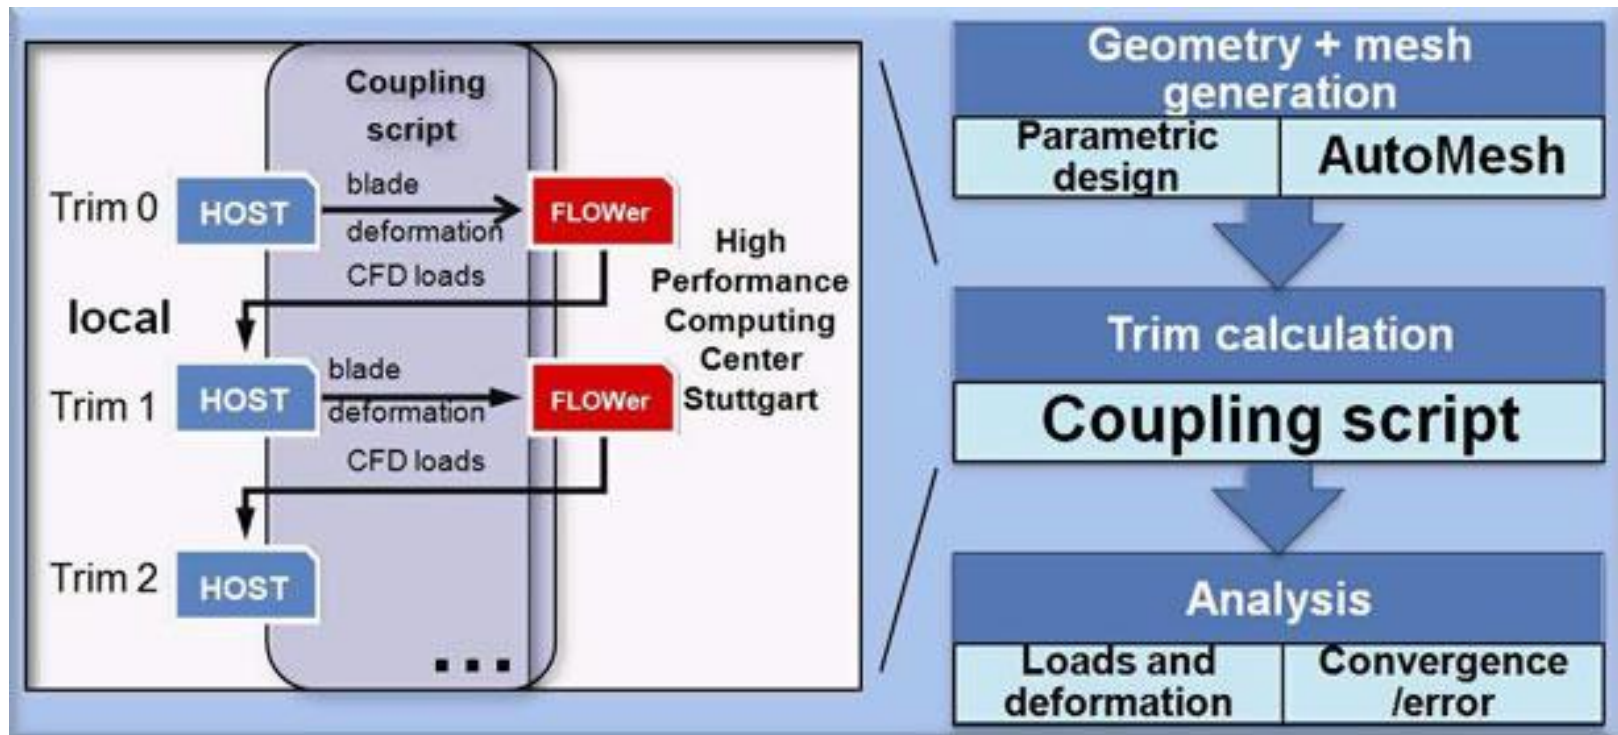 Coupling
script
Trim 0
HOST
blade
deformation
FLOWer
CFD loads
High
Performance
Computing
Center
Stuttgart
local
Trim 1
HOST
blade
deformation
FLOWer
CFD loads
Trim 2
HOST
...
Geometry + mesh
generation
Parametric
design
AutoMesh
Trim calculation
Coupling script
Analysis
Loads and
deformation
Convergence
/error